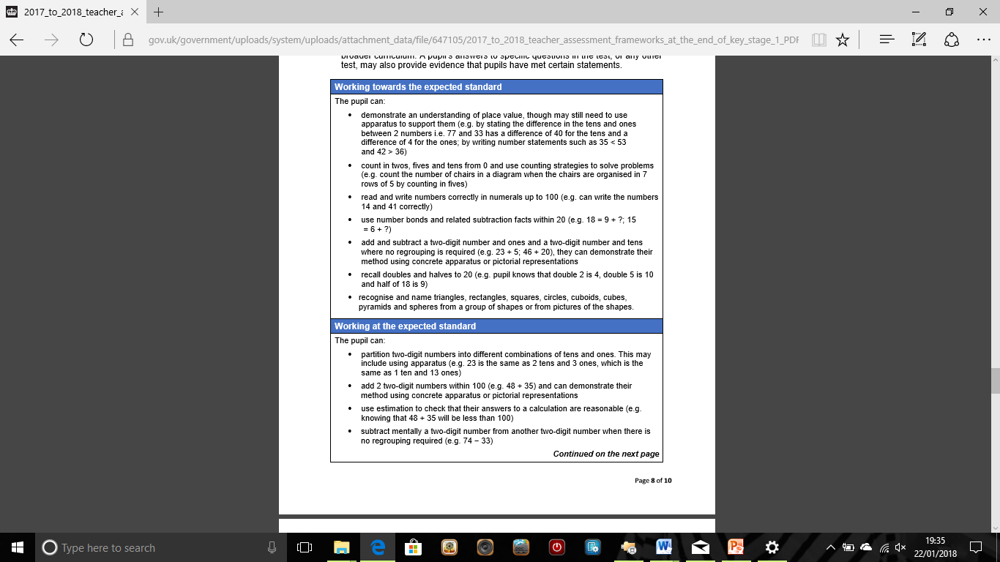 2017_to_2018_teacher_a
gov.uk/government/uploads/system/uploads/attachment_data/file/647105/2017_to_2018_teacher_assessment_frameworks_at_the_end_of_key_stage_1_PDF
broader curriculum. A pupil's answers to specific questions in the test, or any other
test, may also provide evidence that pupils have met certain statements.
Working towards the expected standard
The pupil can:
• demonstrate an understanding of place value, though may still need to use
apparatus to support them (e.g. by stating the difference in the tens and ones
between 2 numbers i.e. 77 and 33 has a difference of 40 for the tens and a
difference of 4 for the ones; by writing number statements such as 35 < 53
and 42 > 36)
• count in twos, fives and tens from 0 and use counting strategies to solve problems
(e.g. count the number of chairs in a diagram when the chairs are organised in 7
rows of 5 by counting in fives)
• read and write numbers correctly in numerals up to 100 (e.g. can write the numbers
14 and 41 correctly)
• use number bonds and related subtraction facts within 20 (e.g. 18 = 9 + ?; 15
= 6 + ?)
• add and subtract a two-digit number and ones and a two-digit number and tens
where no regrouping is required (e.g. 23 + 5; 46 + 20), they can demonstrate their
method using concrete apparatus or pictorial representations
• recall doubles and halves to 20 (e.g. pupil knows that double 2 is 4, double 5 is 10
and half of 18 is 9)
• recognise and name triangles, rectangles, squares, circles, cuboids, cubes,
pyramids and spheres from a group of shapes or from pictures of the shapes.
Working at the expected standard
The pupil can:
• partition two-digit numbers into different combinations of tens and ones. This may
include using apparatus (e.g. 23 is the same as 2 tens and 3 ones, which is the
same as 1 ten and 13 ones)
• add 2 two-digit numbers within 100 (e.g. 48 + 35) and can demonstrate their
method using concrete apparatus or pictorial representations
• use estimation to check that their answers to a calculation are reasonable (e.g.
knowing that 48 + 35 will be less than 100)
• subtract mentally a two-digit number from another two-digit number when there is
no regrouping required (e.g. 74 − 33)
Continued on the next page
Page 8 of 10
Type here to search
19:35
22/01/2018